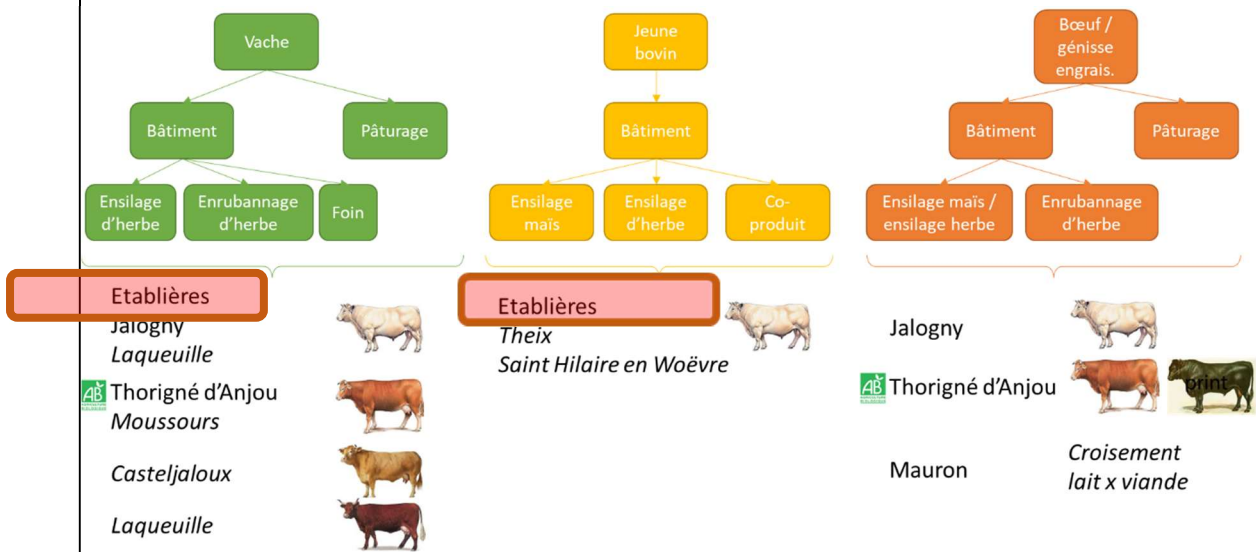 Vache
Bâtiment
Pâturage
Ensilage
d'herbe
Enrubannage
d'herbe
Foin
Etablières
Jalogny
Laqueuille
AB
Thorigné d'Anjou
Moussours
Casteljaloux
Laqueuille
Jeune
bovin
Bâtiment
Ensilage
maïs
Ensilage
d'herbe
Co-
produit
Etablières
Theix
Saint Hilaire en Woëvre
Bœuf /
génisse
engrais.
Bâtiment
Pâturage
Ensilage maïs /
ensilage herbe
Enrubannage
d'herbe
Jalogny
AB
Thorigné d'Anjou
print
Mauron
Croisement
lait x viande